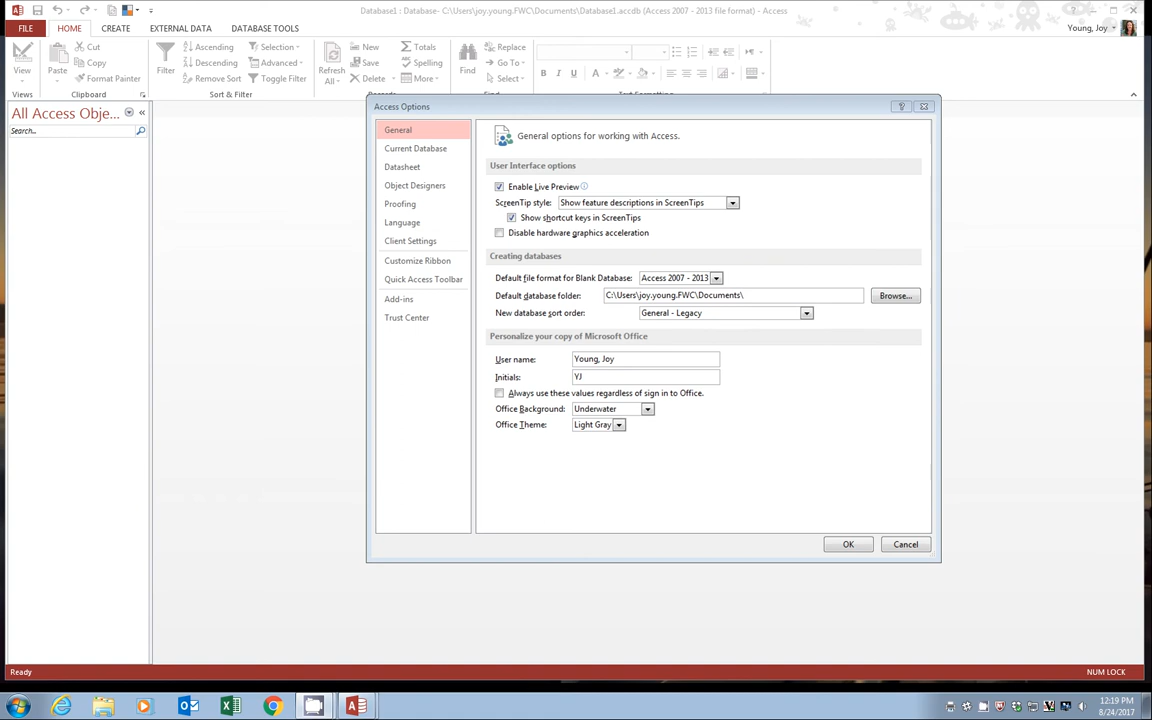 Database1 : Database- C:\Users\joy.young.FWC\Documents\Database1.accdb (Access 2007 - 2013 file format) - Access
FILE HOME CREATE EXTERNAL DATA DATABASE TOOLS Young, Joy
View
Views
Paste
Cut
Copy
Format Painter
Clipboard
Filter
Ascending
Descending
Remove Sort
Selection
Advanced
Toggle Filter
Sort & Filter
Refresh
All
New
Save
Delete
Totals
Spelling
More
Records
Find
Replace
Go To
Select
Find
B I U A
Text Formatting
All Access Obje...
Search...
Access Options
General
Current Database
Datasheet
Object Designers
Proofing
Language
Client Settings
Customize Ribbon
Quick Access Toolbar
Add-ins
Trust Center
General options for working with Access.
User Interface options
Enable Live Preview
ScreenTip style: Show feature descriptions in ScreenTips
Show shortcut keys in ScreenTips
Disable hardware graphics acceleration
Creating databases
Default file format for Blank Database: Access 2007 - 2013
Default database folder: C:\Users\joy.young.FWC\Documents\ Browse...
New database sort order: General - Legacy
Personalize your copy of Microsoft Office
User name: Young, Joy
Initials: YJ
Always use these values regardless of sign in to Office.
Office Background: Underwater
Office Theme: Light Gray
OK Cancel
Ready NUM LOCK
12:19 PM
8/24/2017